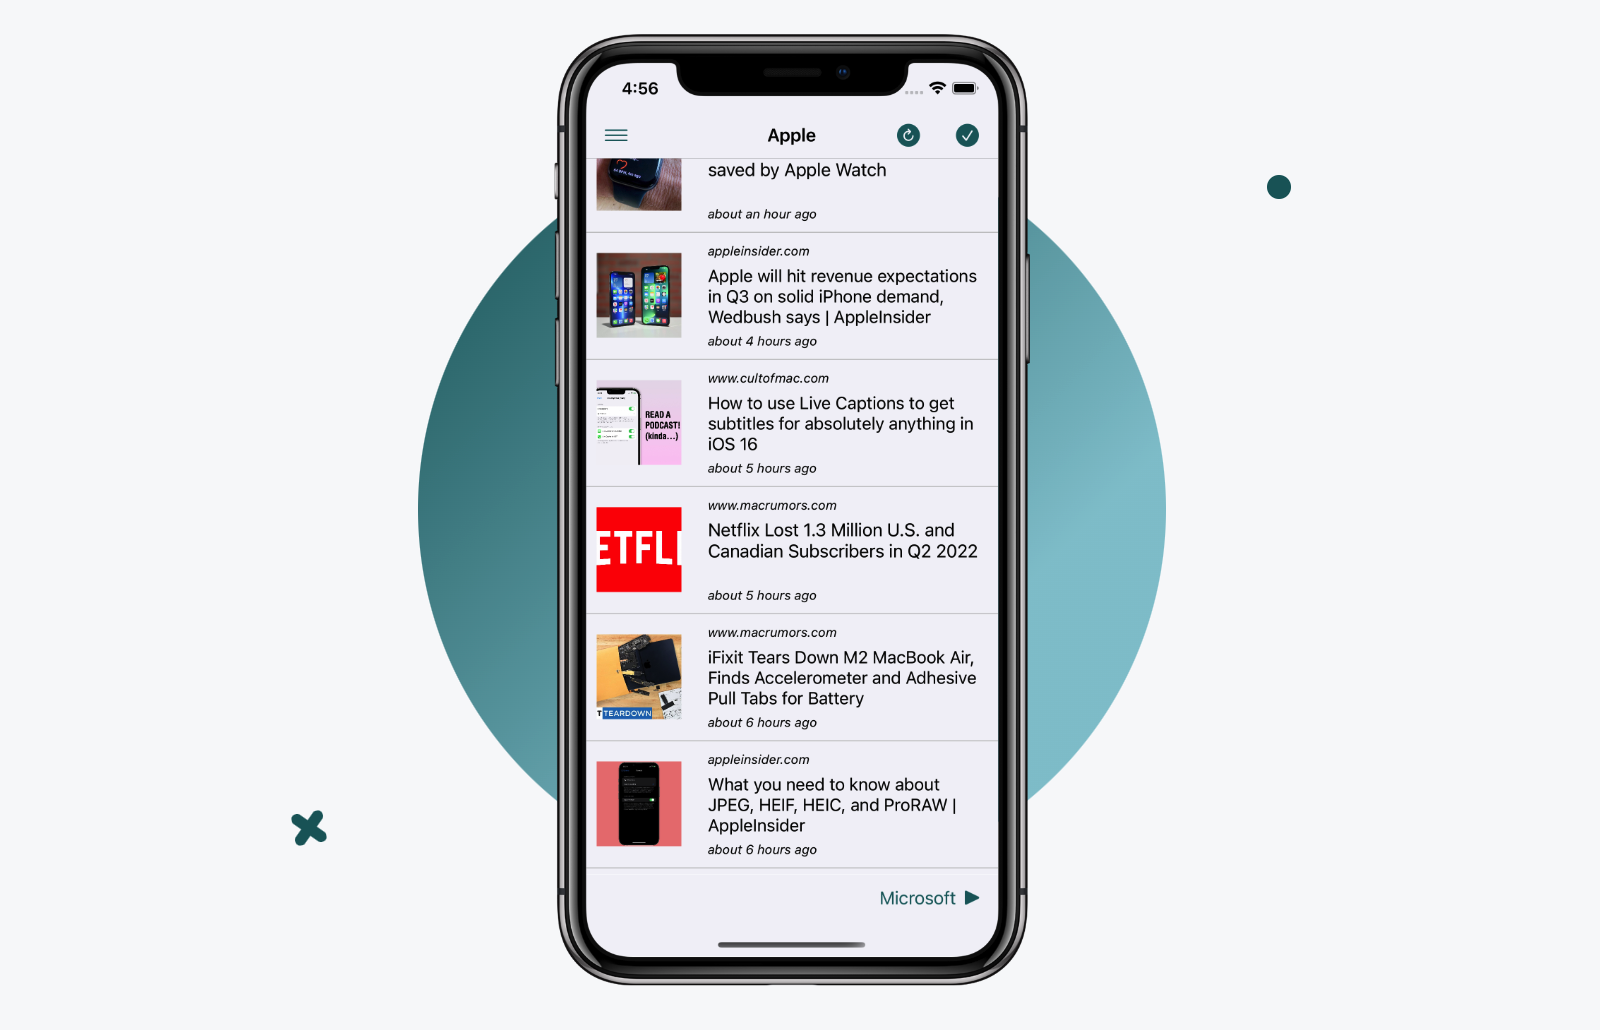 4:56
Apple
saved by Apple Watch
about an hour ago
appleinsider.com
Apple will hit revenue expectations
in Q3 on solid iPhone demand,
Wedbush says | AppleInsider
about 4 hours ago
www.cultofmac.com
READ A
PODCAST!
(kinda...)
How to use Live Captions to get
subtitles for absolutely anything in
iOS 16
about 5 hours ago
www.macrumors.com
ETFLI
Netflix Lost 1.3 Million U.S. and
Canadian Subscribers in Q2 2022
about 5 hours ago
www.macrumors.com
iFixit Tears Down M2 MacBook Air,
Finds Accelerometer and Adhesive
Pull Tabs for Battery
T TEARDOWN
about 6 hours ago
appleinsider.com
What you need to know about
JPEG, HEIF, HEIC, and ProRAW |
AppleInsider
about 6 hours ago
Microsoft